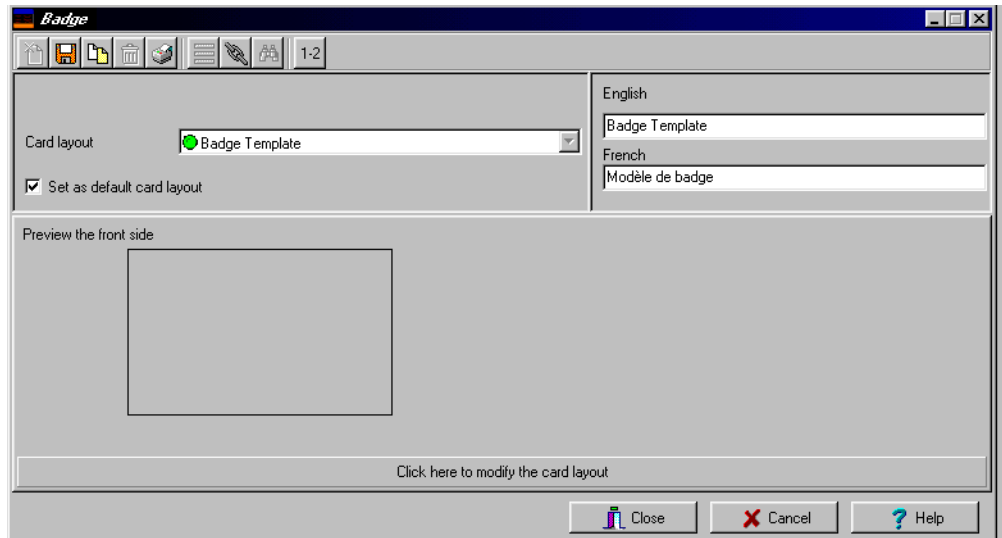 Badge
1-2
English
Badge Template
Card layout
Badge Template
French
Modèle de badge
Set as default card layout
Preview the front side
Click here to modify the card layout
Close
Cancel
? Help